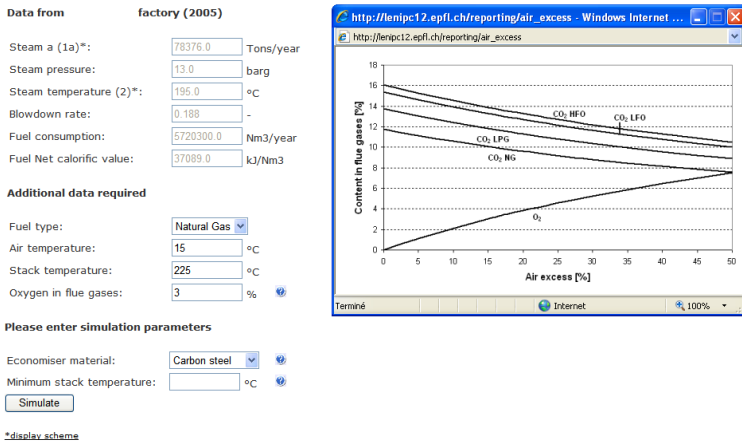 Data from factory (2005)
Steam a (1a)*: 78376.0 Tons/year
Steam pressure: 13.0 barg
Steam temperature (2)*: 195.0 °C
Blowdown rate: 0.188 -
Fuel consumption: 5720300.0 Nm3/year
Fuel Net calorific value: 37089.0 kJ/Nm3
Additional data required
Fuel type: Natural Gas
Air temperature: 15 °C
Stack temperature: 225 °C
Oxygen in flue gases: 3 % ?
Please enter simulation parameters
Economiser material: Carbon steel ?
Minimum stack temperature: °C ?
Simulate
*display scheme
http://lenipc12.epfl.ch/reporting/air_excess - Windows Internet ...
http://lenipc12.epfl.ch/reporting/air_excess
Content in flue gases [%]
18
16
14
12
10
8
6
4
2
0
CO₂ HFO
CO₂ LFO
CO₂ LPG
CO₂ NG
O₂
0 5 10 15 20 25 30 35 40 45 50
Air excess [%]
Terminé Internet 100%